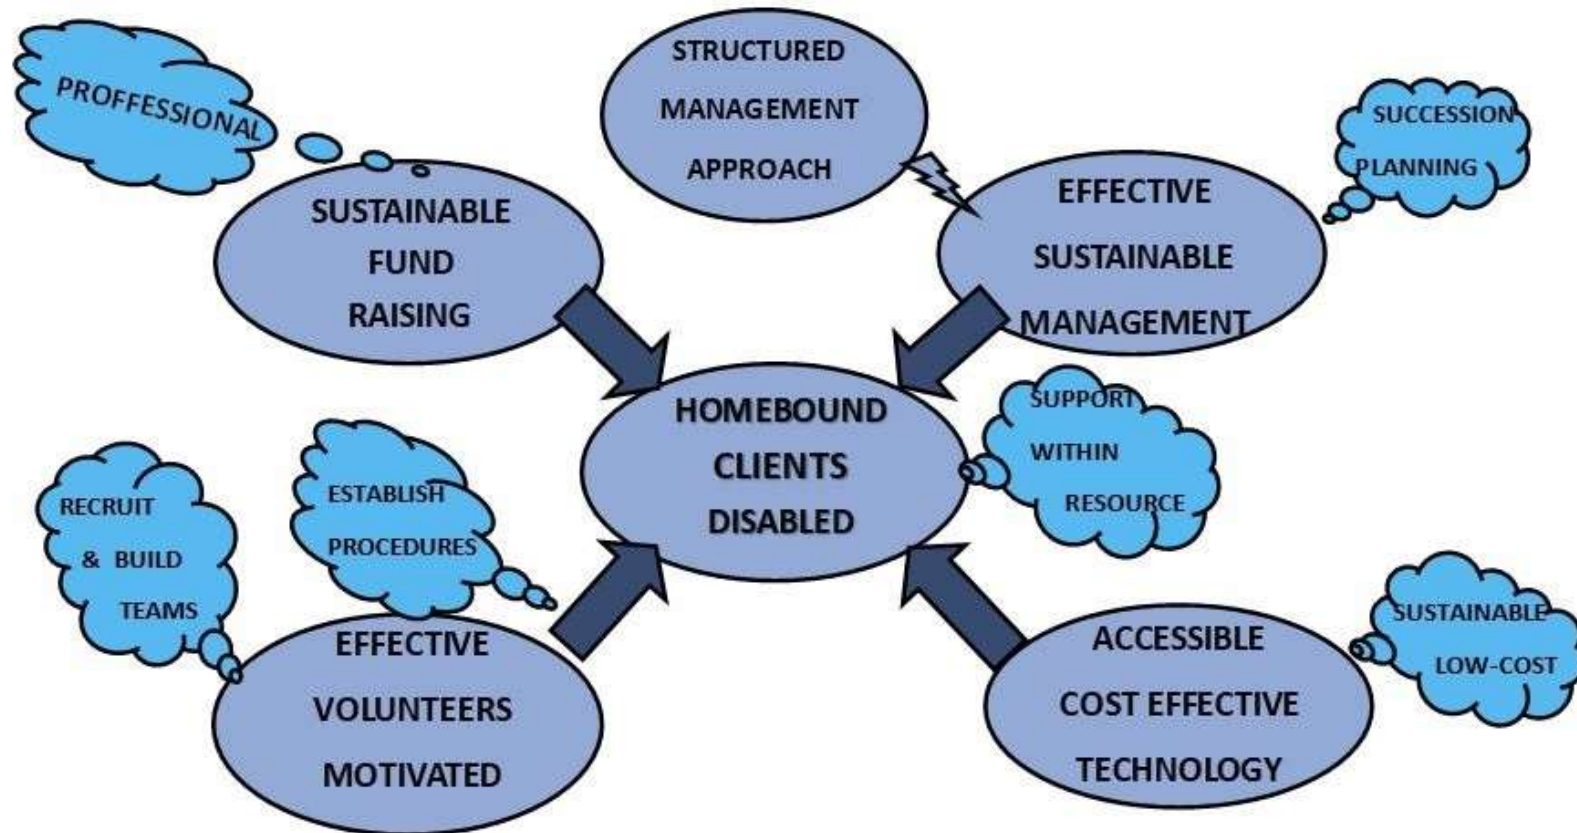 PROFFESSIONAL
SUSTAINABLE
FUND
RAISING
STRUCTURED
MANAGEMENT
APPROACH
EFFECTIVE
SUSTAINABLE
MANAGEMENT
SUCCESSION
PLANNING
HOMEBOUND
CLIENTS
DISABLED
SUPPORT
WITHIN
RESOURCE
RECRUIT
& BUILD
TEAMS
ESTABLISH
PROCEDURES
EFFECTIVE
VOLUNTEERS
MOTIVATED
ACCESSIBLE
COST EFFECTIVE
TECHNOLOGY
SUSTAINABLE
LOW-COST